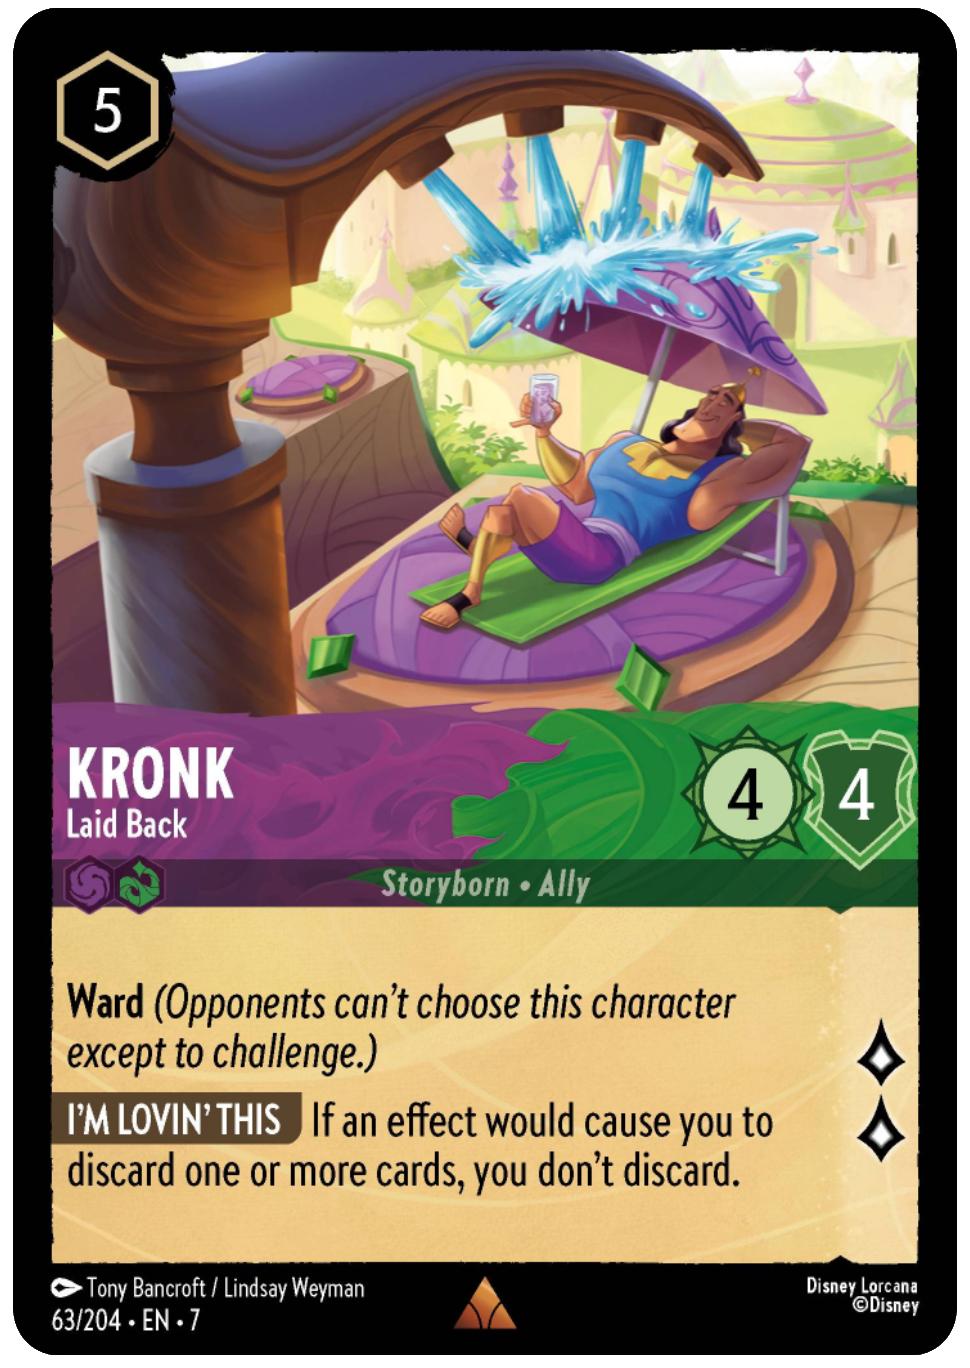 5
KRONK
Laid Back
4
4
Storyborn • Ally
Ward (Opponents can't choose this character
except to challenge.)
I'M LOVIN' THIS If an effect would cause you to
discard one or more cards, you don't discard.
Tony Bancroft / Lindsay Weyman
63/204 • EN • 7
Disney Lorcana
©Disney